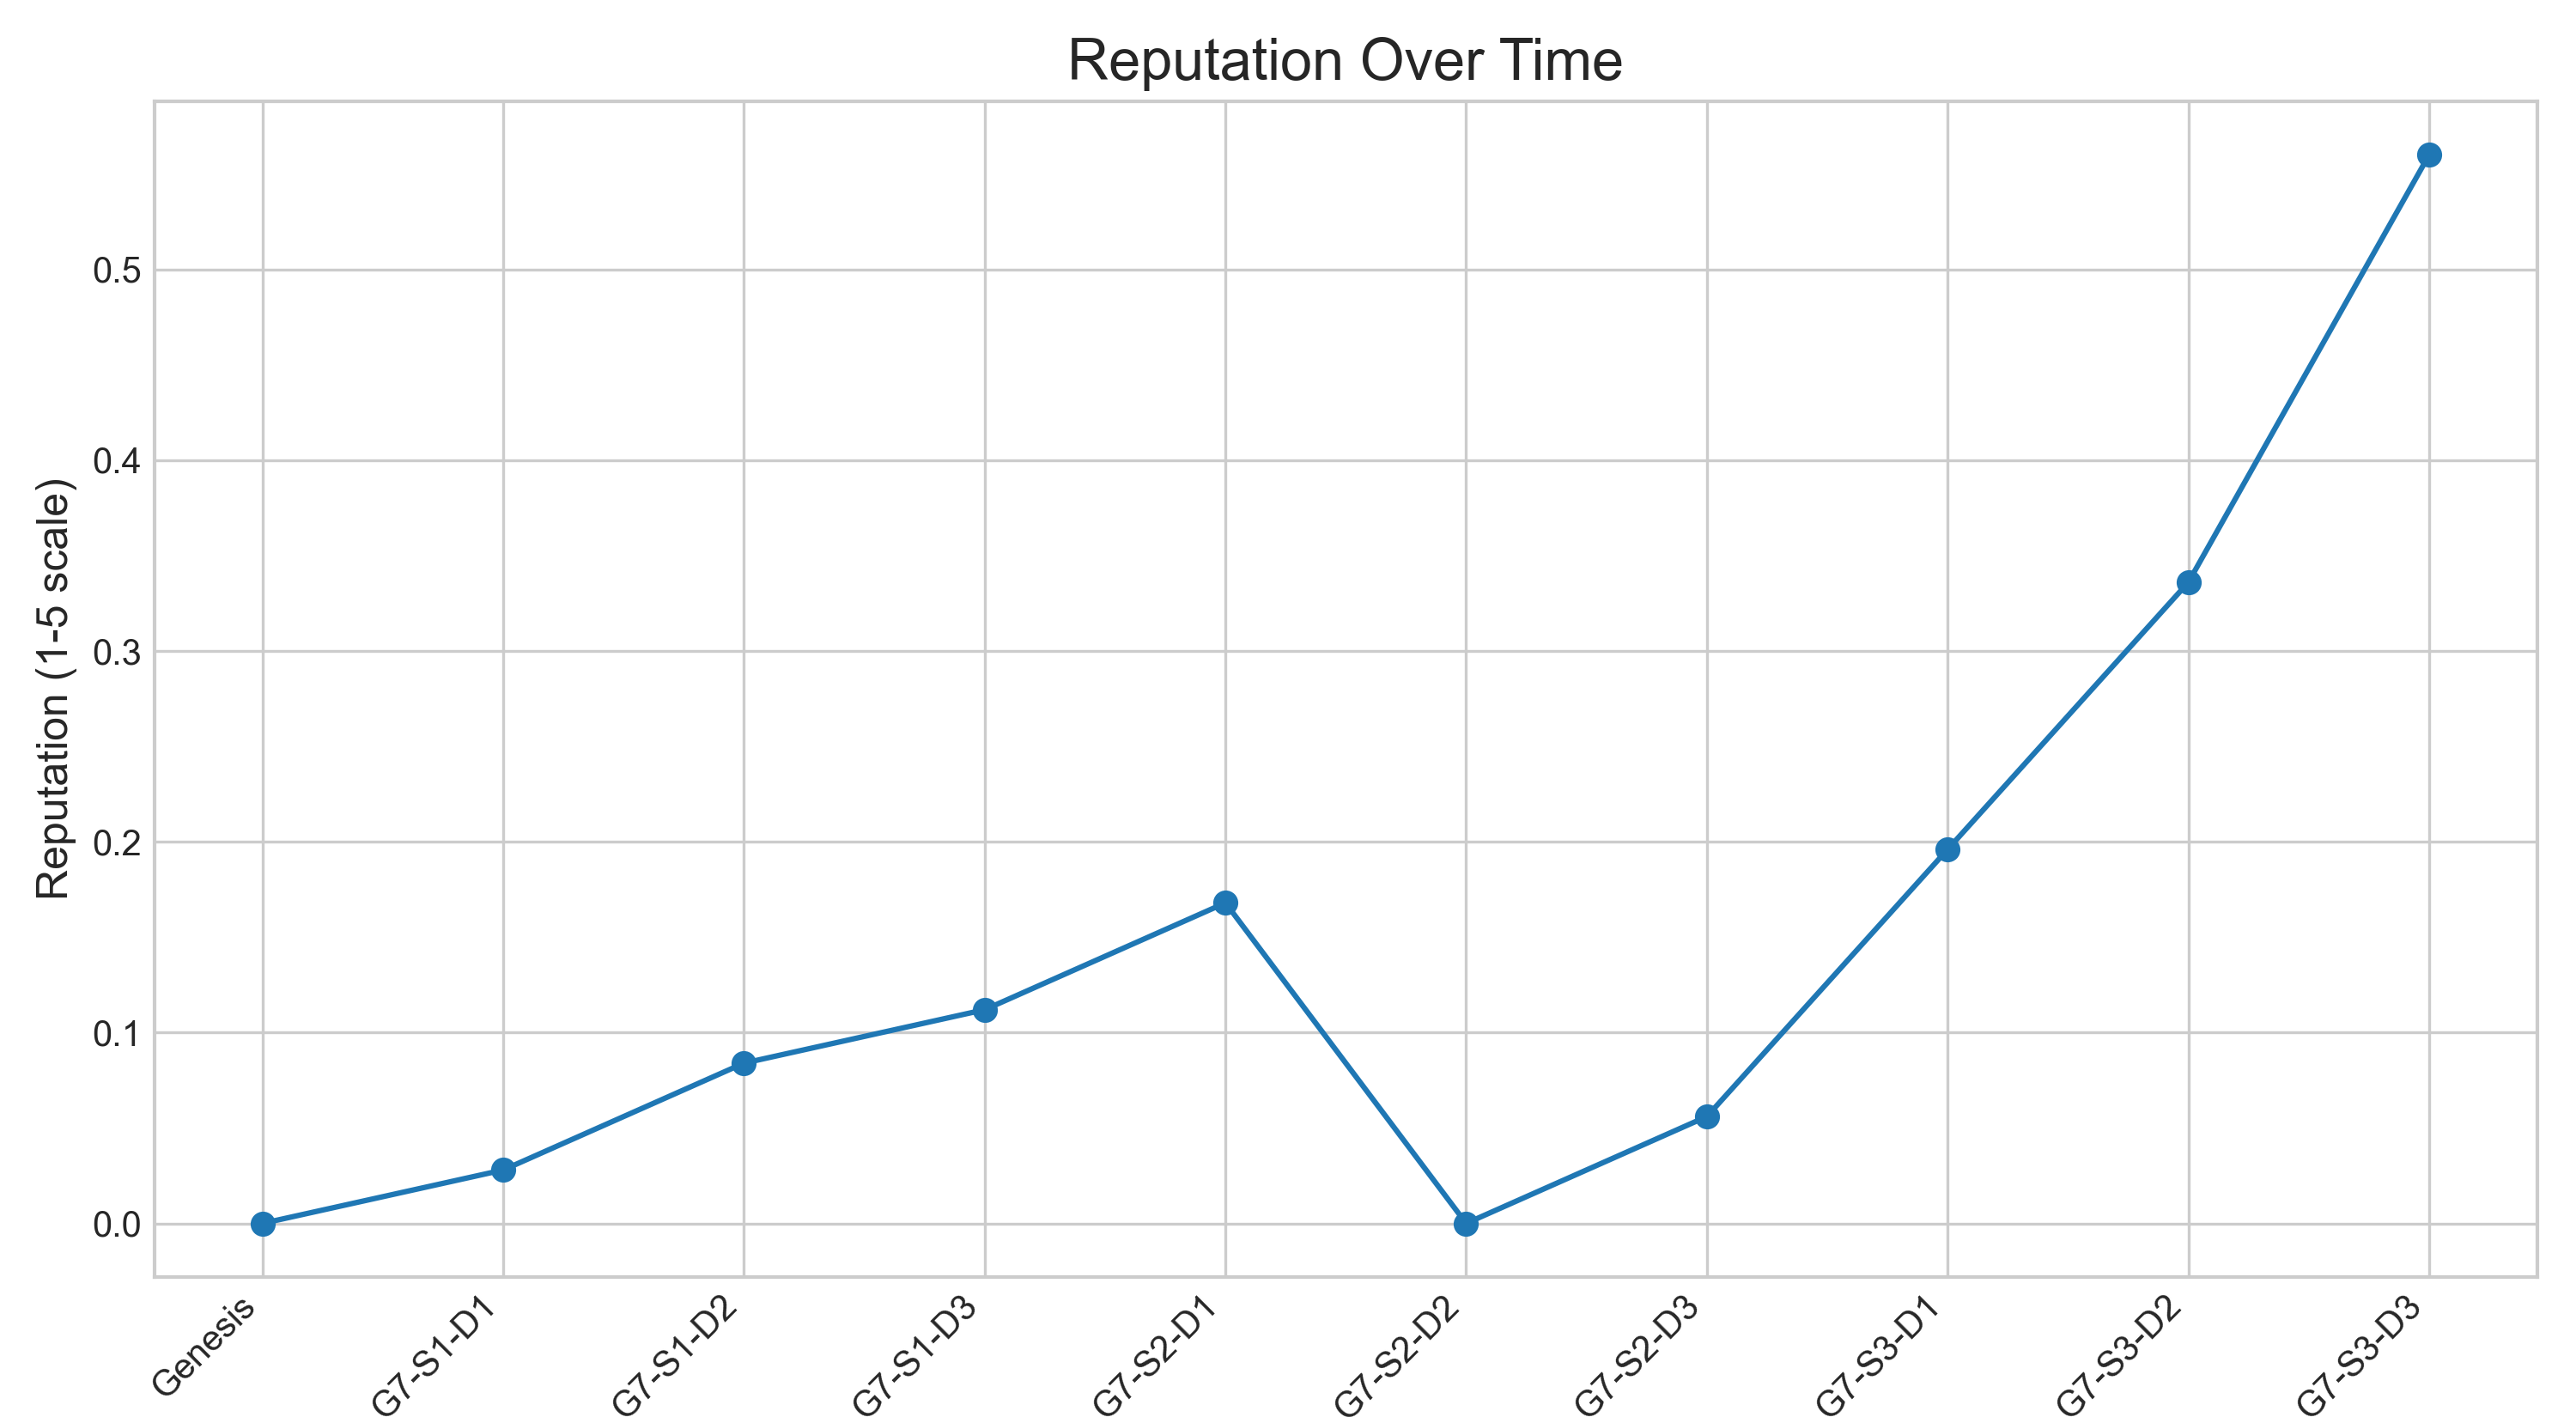 Reputation Over Time
Reputation (1-5 scale)
0.5
0.4
0.3
0.2
0.1
0.0
Genesis
G7-S1-D1
G7-S1-D2
G7-S1-D3
G7-S2-D1
G7-S2-D2
G7-S2-D3
G7-S3-D1
G7-S3-D2
G7-S3-D3